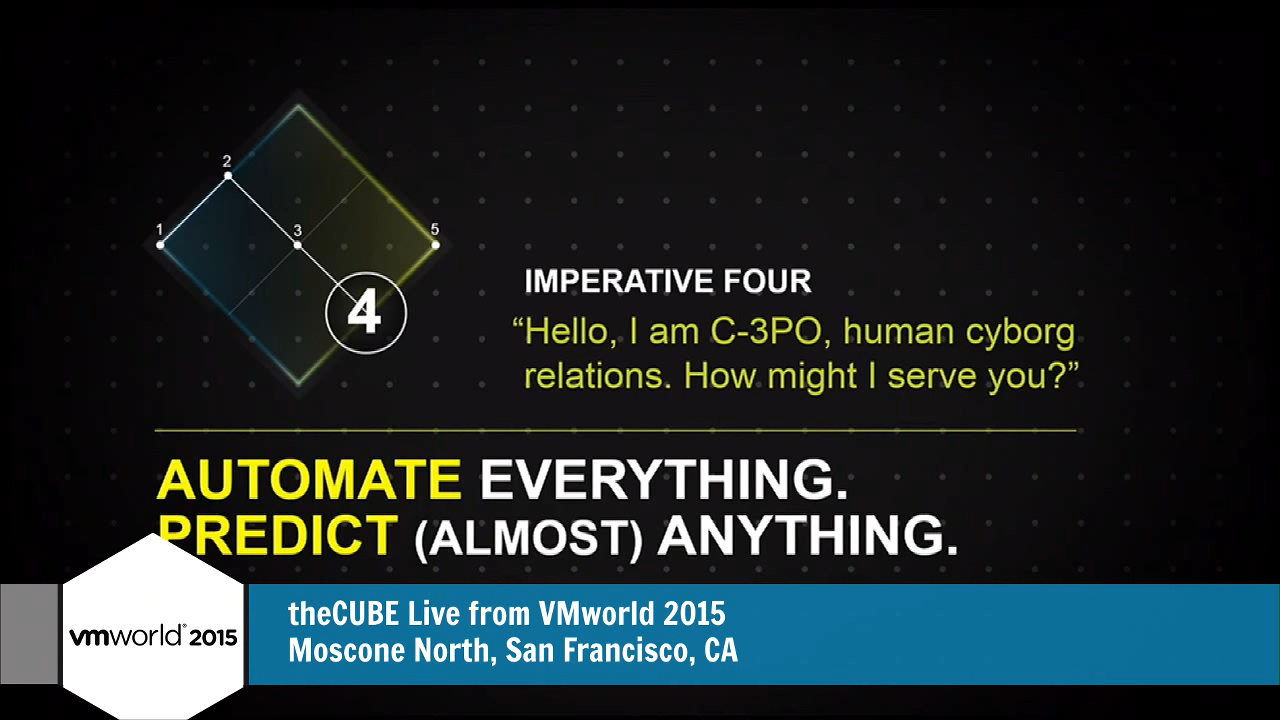 2
1
3
5
4
IMPERATIVE FOUR
“Hello, I am C-3PO, human cyborg
relations. How might I serve you?”
AUTOMATE EVERYTHING.
PREDICT (ALMOST) ANYTHING.
theCUBE Live from VMworld 2015
Moscone North, San Francisco, CA
vmworld® 2015